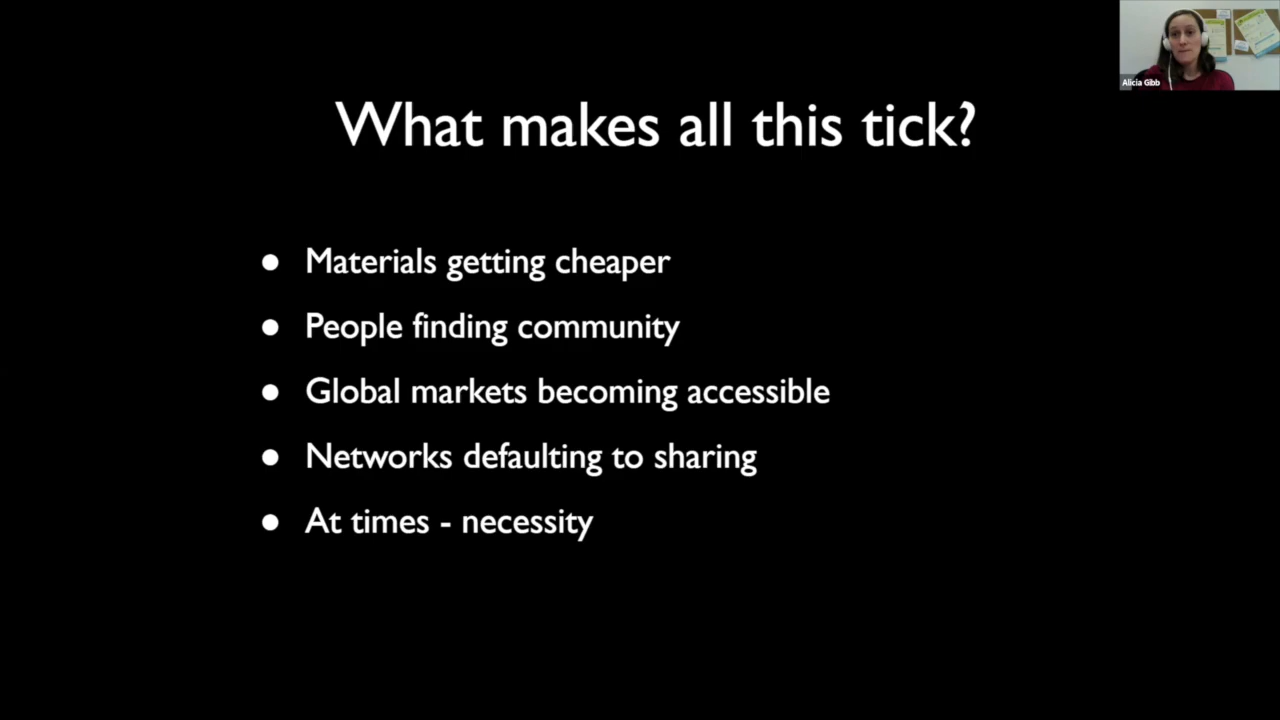 Alicia Gibb
What makes all this tick?
● Materials getting cheaper
● People finding community
● Global markets becoming accessible
● Networks defaulting to sharing
● At times - necessity